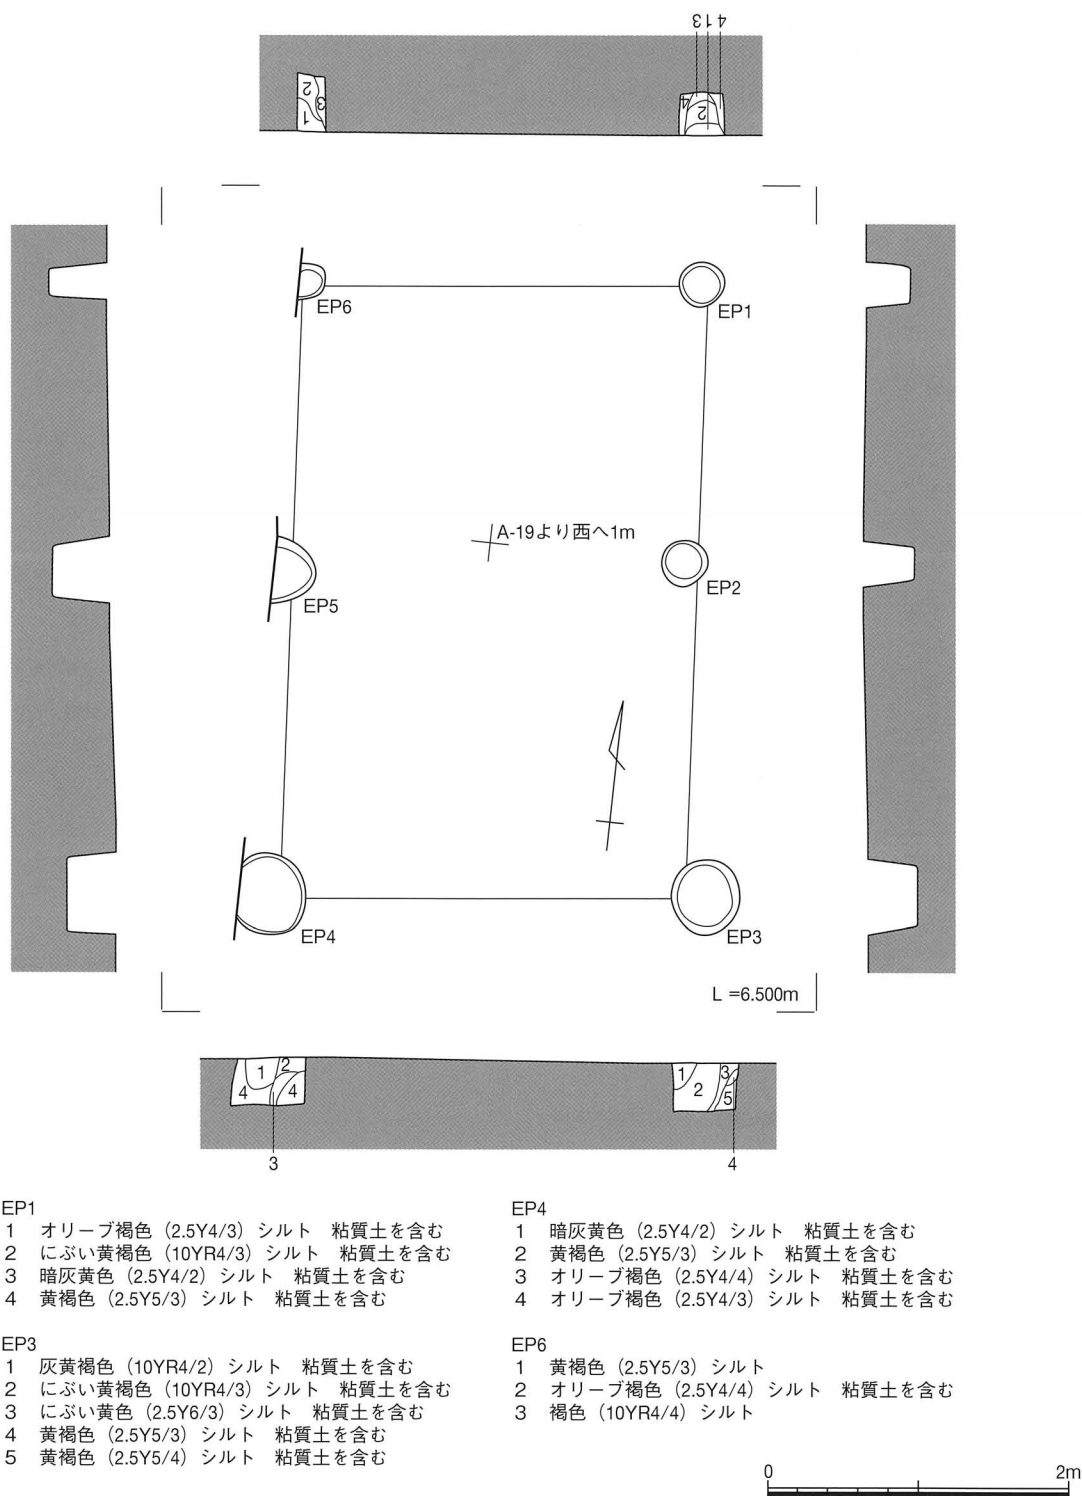 3 1 4
2
3
1
4
2
EP6
EP1
A-19より西へ1m
EP5
EP2
EP4
EP3
L =6.500m
1 2
4 4
1 3
2
5
3
4
EP1
1 オリーブ褐色(2.5Y4/3)シルト 粘質土を含む
2 にぶい黄褐色(10YR4/3)シルト 粘質土を含む
3 暗灰黄色(2.5Y4/2)シルト 粘質土を含む
4 黄褐色(2.5Y5/3)シルト 粘質土を含む
EP3
1 灰黄褐色(10YR4/2)シルト 粘質土を含む
2 にぶい黄褐色(10YR4/3)シルト 粘質土を含む
3 にぶい黄色(2.5Y6/3)シルト 粘質土を含む
4 黄褐色(2.5Y5/3)シルト 粘質土を含む
5 黄褐色(2.5Y5/4)シルト 粘質土を含む
EP4
1 暗灰黄色(2.5Y4/2)シルト 粘質土を含む
2 黄褐色(2.5Y5/3)シルト 粘質土を含む
3 オリーブ褐色(2.5Y4/4)シルト 粘質土を含む
4 オリーブ褐色(2.5Y4/3)シルト 粘質土を含む
EP6
1 黄褐色(2.5Y5/3)シルト
2 オリーブ褐色(2.5Y4/4)シルト 粘質土を含む
3 褐色(10YR4/4)シルト
0 2m